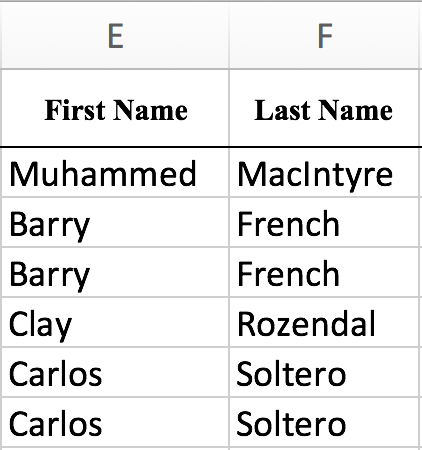 E F
First Name Last Name
Muhammed MacIntyre
Barry French
Barry French
Clay Rozendal
Carlos Soltero
Carlos Soltero